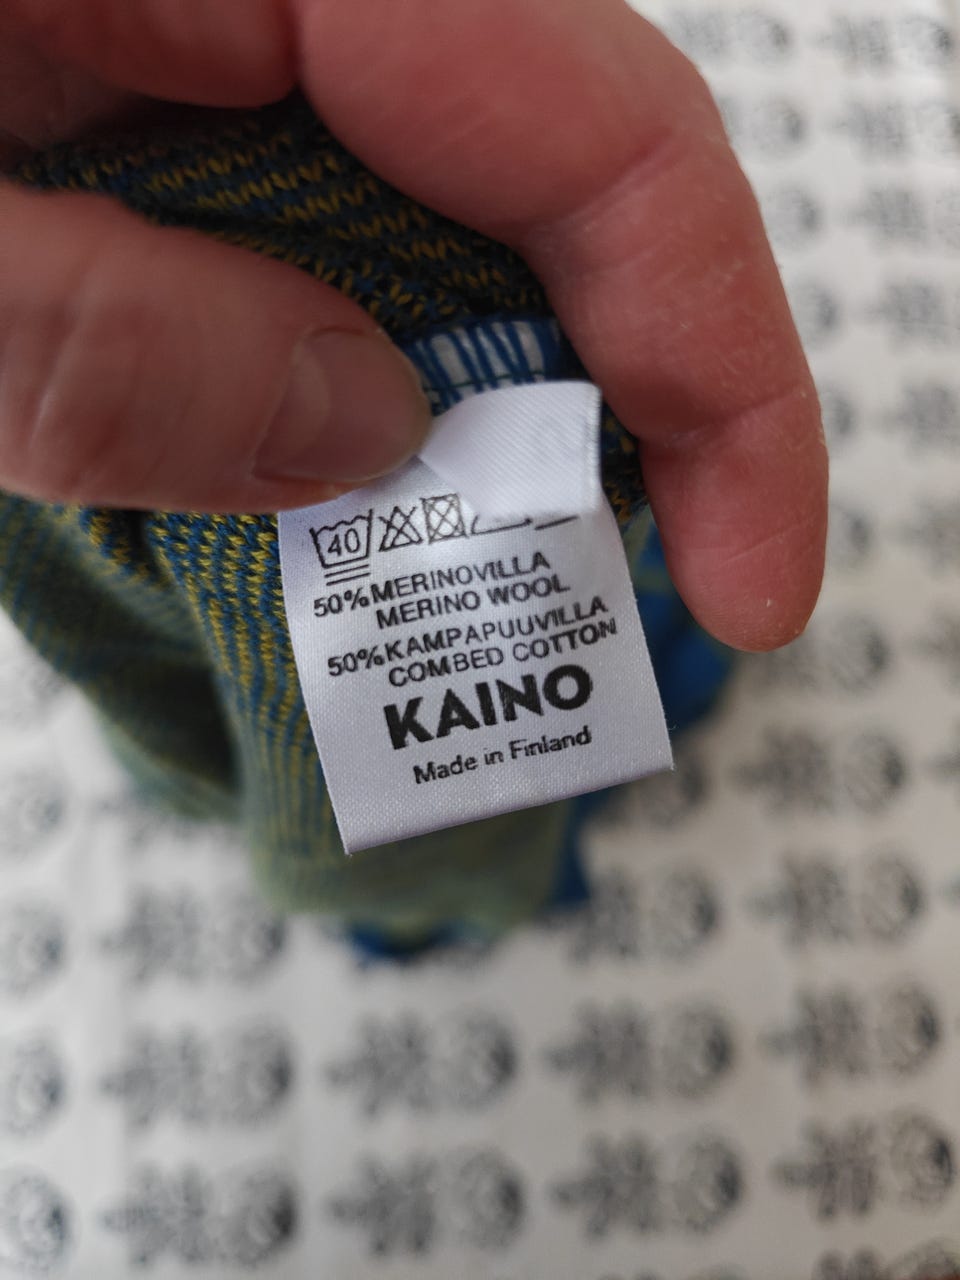 40
50% MERINOVILLA
MERINO WOOL
50% KAMPAPUUVILLA
COMBED COTTON
KAINO
Made in Finland